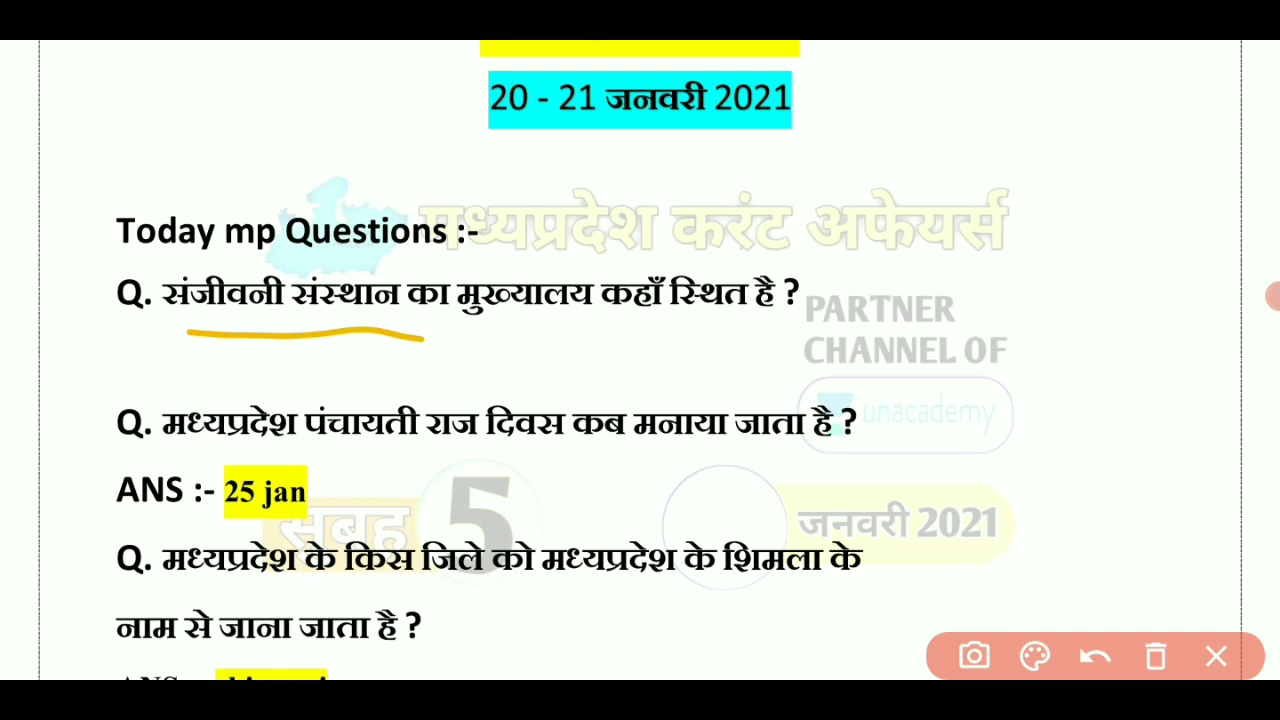 20 - 21 जनवरी 2021
मध्यप्रदेश करंट अफेयर्स
Today mp Questions :-
Q. संजीवनी संस्थान का मुख्यालय कहाँ स्थित है ?
PARTNER
CHANNEL OF
unacademy
Q. मध्यप्रदेश पंचायती राज दिवस कब मनाया जाता है ?
ANS :- 25 jan
सुबह 5
जनवरी 2021
Q. मध्यप्रदेश के किस जिले को मध्यप्रदेश के शिमला के
नाम से जाना जाता है ?